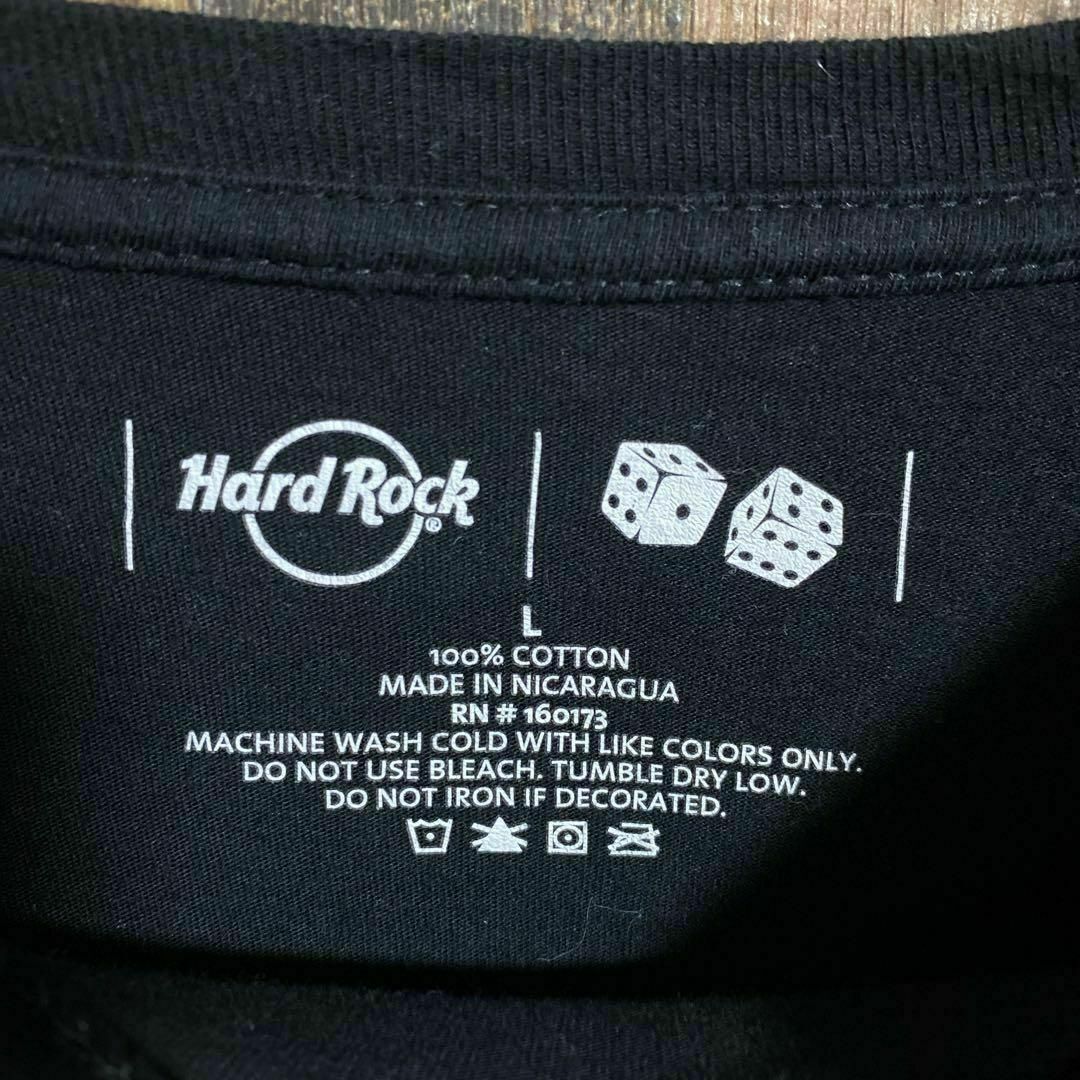 Hard Rock®
L
100% COTTON
MADE IN NICARAGUA
RN # 160173
MACHINE WASH COLD WITH LIKE COLORS ONLY.
DO NOT USE BLEACH. TUMBLE DRY LOW.
DO NOT IRON IF DECORATED.